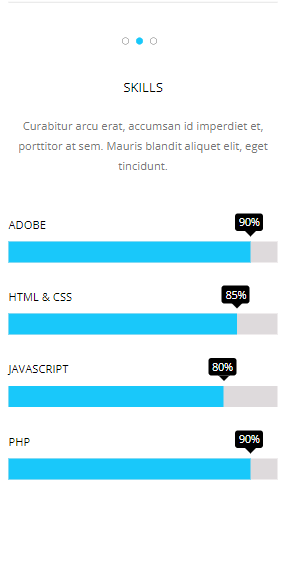 SKILLS
Curabitur arcu erat, accumsan id imperdiet et,
porttitor at sem. Mauris blandit aliquet elit, eget
tincidunt.
90%
ADOBE
85%
HTML & CSS
80%
JAVASCRIPT
90%
PHP